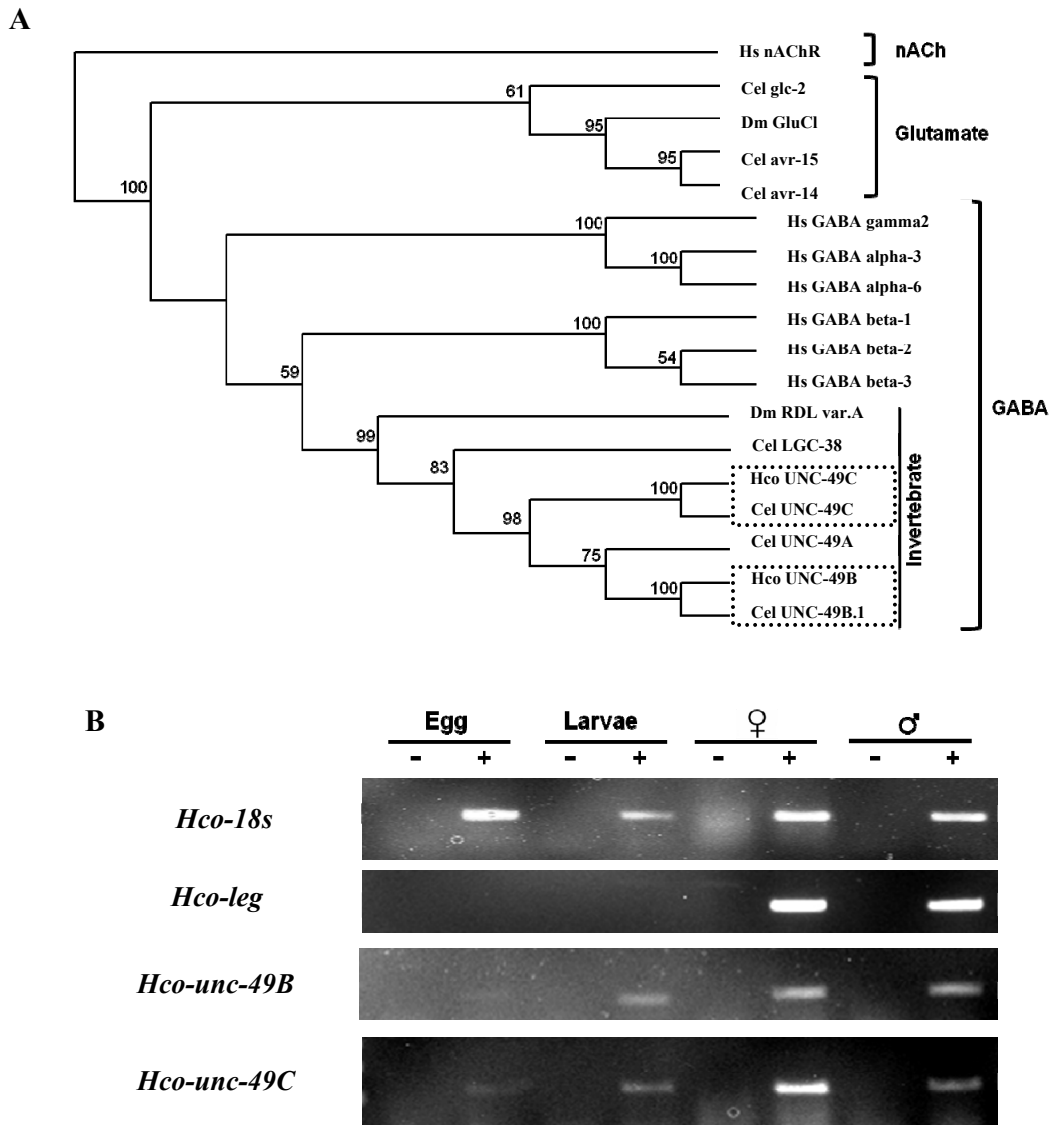 A
Hs nAChR
nACh
61
Cel glc-2
95
Dm GluCl
Glutamate
95
Cel avr-15
100
Cel avr-14
100
Hs GABA gamma2
100
Hs GABA alpha-3
Hs GABA alpha-6
100
Hs GABA beta-1
59
54
Hs GABA beta-2
Hs GABA beta-3
GABA
99
Dm RDL var.A
83
Cel LGC-38
Invertebrate
98
100
Hco UNC-49C
Cel UNC-49C
75
Cel UNC-49A
100
Hco UNC-49B
Cel UNC-49B.1
B
Egg Larvae ♀ ♂
- + - + - + - +
Hco-18s
Hco-leg
Hco-unc-49B
Hco-unc-49C